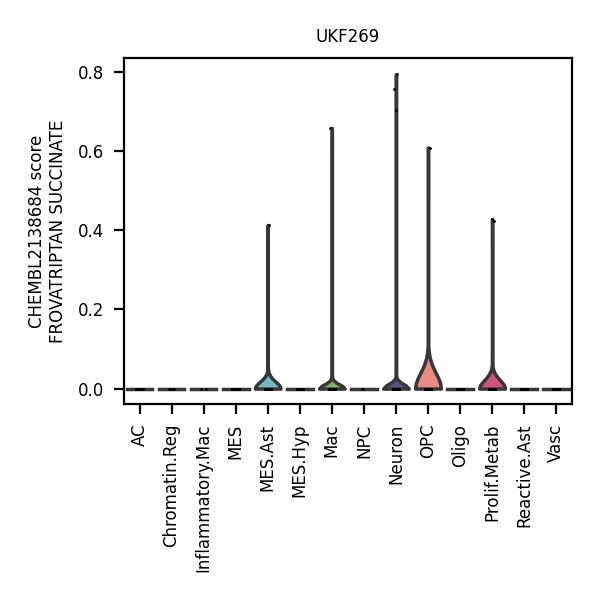 UKF269
CHEMBL2138684 score
FROVATRIPTAN SUCCINATE
0.8
0.6
0.4
0.2
0.0
AC
Chromatin.Reg
Inflammatory.Mac
MES
MES.Ast
MES.Hyp
Mac
NPC
Neuron
OPC
Oligo
Prolif.Metab
Reactive.Ast
Vasc